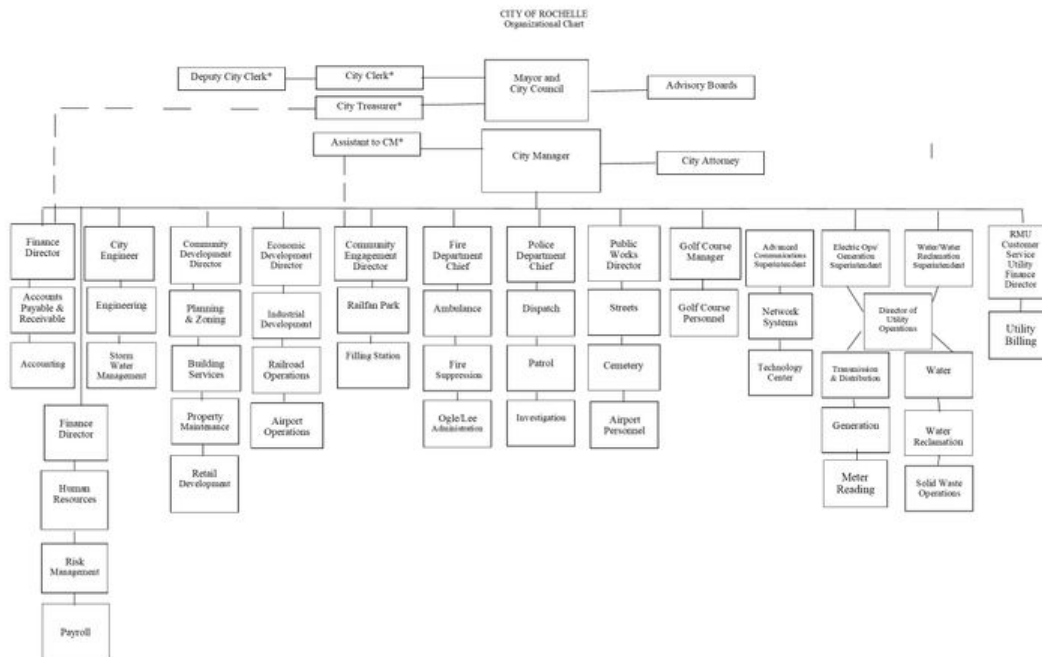 CITY OF ROCHELLE
Organizational Chart
Deputy City Clerk*
City Clerk*
Mayor and
City Council
Advisory Boards
City Treasurer*
Assistant to CM*
City Manager
City Attorney
Finance
Director
City
Engineer
Community
Development
Director
Economic
Development
Director
Community
Engagement
Director
Fire
Department
Chief
Police
Department
Chief
Public
Works
Director
Golf Course
Manager
Advanced
Communications
Superintendent
Electric Ops/
Generation
Superintendent
Water/Water
Reclamation
Superintendent
RMU
Customer
Service
Utility
Finance
Director
Accounts
Payable &
Receivable
Engineering
Planning
& Zoning
Industrial
Development
Railfan Park
Ambulance
Dispatch
Streets
Golf Course
Personnel
Network
Systems
Director of
Utility
Operations
Utility
Billing
Accounting
Storm
Water
Management
Building
Services
Railroad
Operations
Filling Station
Fire
Suppression
Patrol
Cemetery
Technology
Center
Transmission
& Distribution
Water
Finance
Director
Property
Maintenance
Airport
Operations
Ogle/Lee
Administration
Investigation
Airport
Personnel
Generation
Water
Reclamation
Human
Resources
Retail
Development
Meter
Reading
Solid Waste
Operations
Risk
Management
Payroll